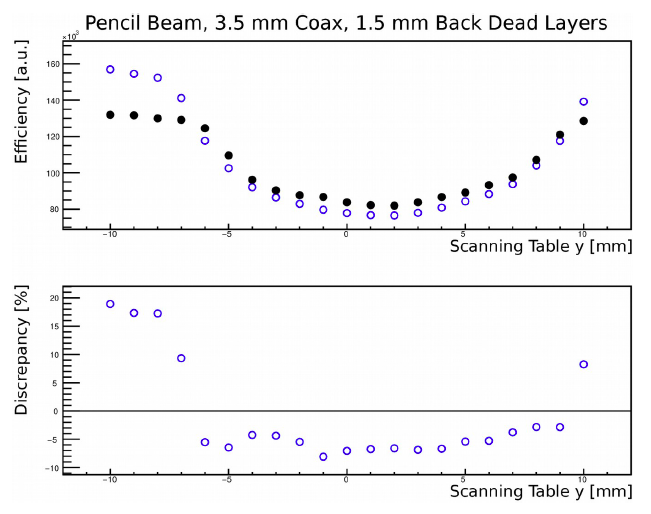 Pencil Beam, 3.5 mm Coax, 1.5 mm Back Dead Layers
×10³
Efficiency [a.u.]
160
140
120
100
80
−10 −5 0 5 10
Scanning Table y [mm]
Discrepancy [%]
20
15
10
5
0
−5
−10
−10 −5 0 5 10
Scanning Table y [mm]